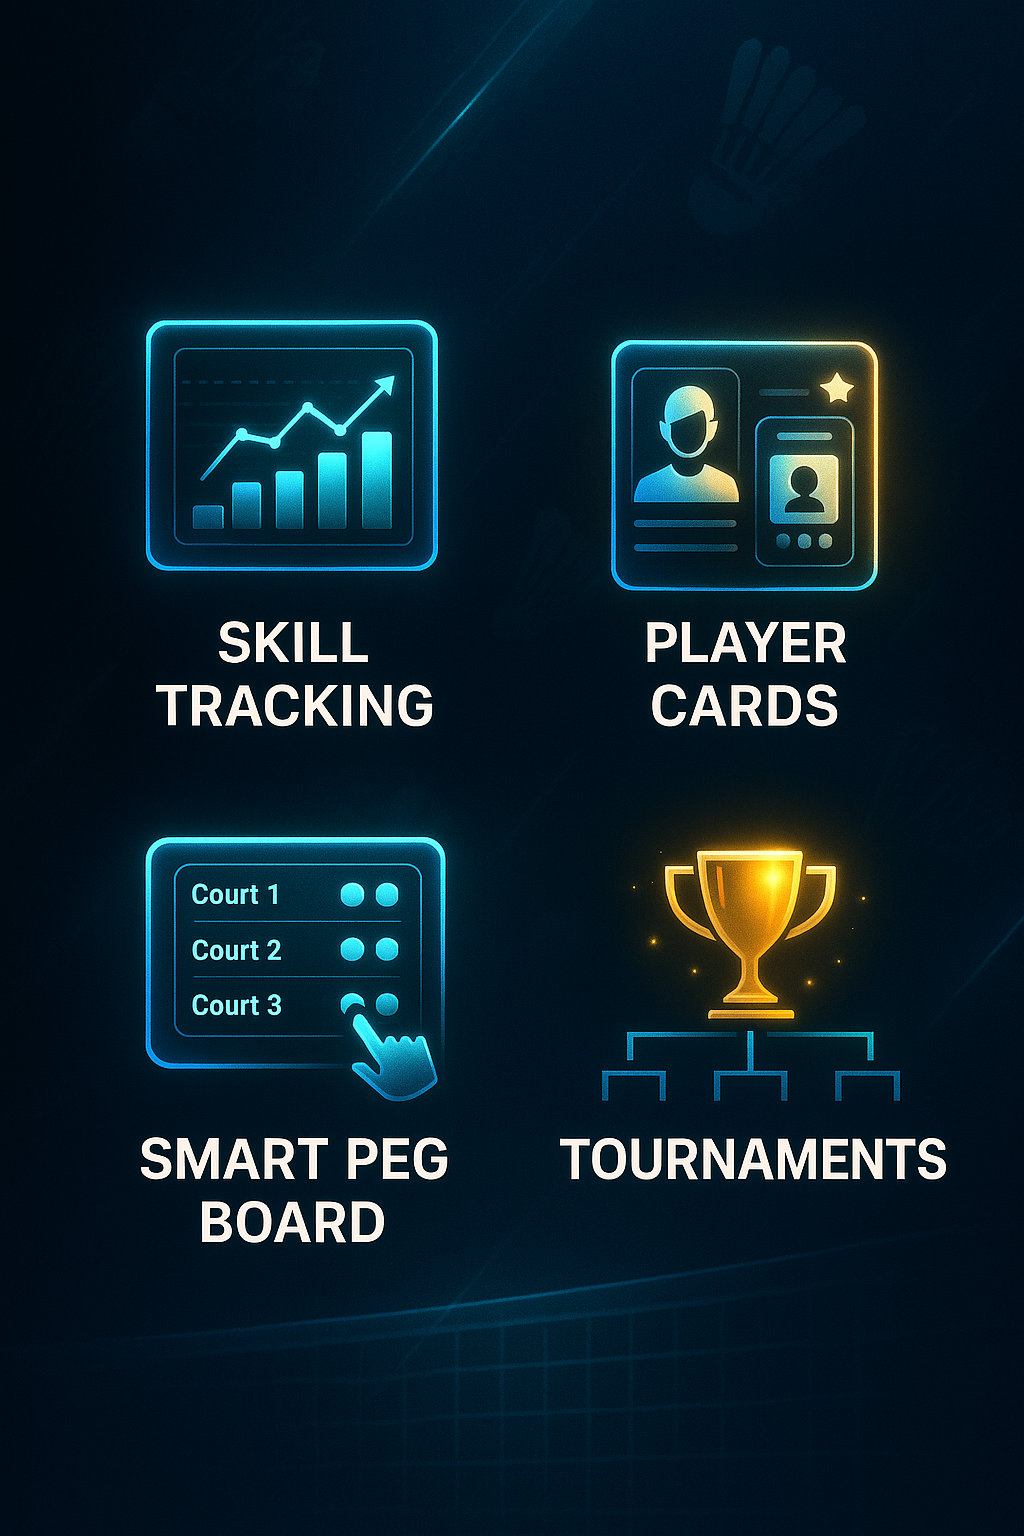 SKILL
TRACKING
PLAYER
CARDS
Court 1
Court 2
Court 3
SMART PEG
BOARD
TOURNAMENTS